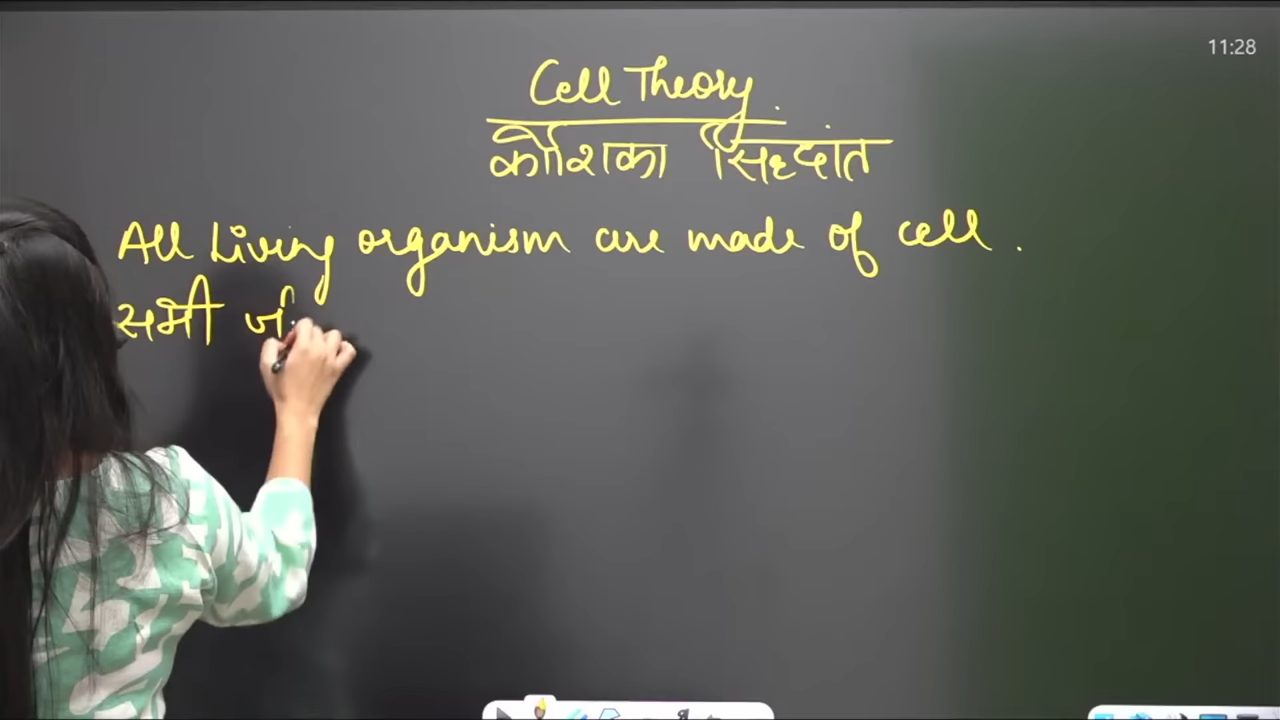 11:28
Cell Theory.
कोशिका सिद्धांत
All Living organism are made of cell.
सभी